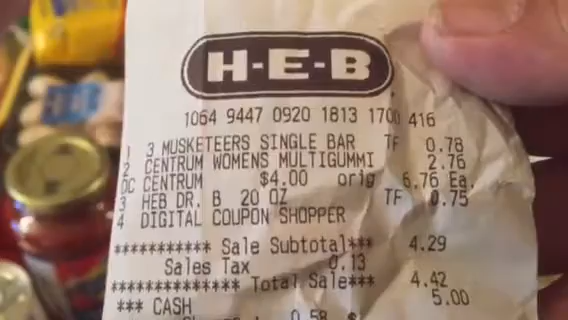 H-E-B
1064 9447 0920 1813 1700 416
1 3 MUSKETEERS SINGLE BAR TF 0.78
2 CENTRUM WOMENS MULTIGUMMI 2.76
DC CENTRUM $4.00 orig 6.76 Ea.
3 HEB DR. B 20 OZ TF 0.75
4 DIGITAL COUPON SHOPPER
*********** Sale Subtotal*** 4.29
Sales Tax 0.13
************** Total Sale*** 4.42
*** CASH 5.00
0.58